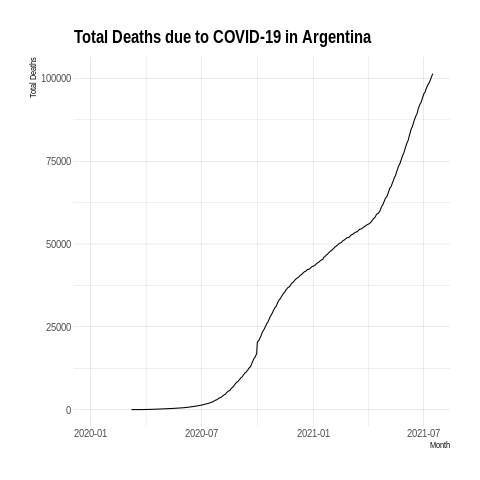 Total Deaths due to COVID-19 in Argentina
Total Deaths
100000
75000
50000
25000
0
2020-01 2020-07 2021-01 2021-07
Month